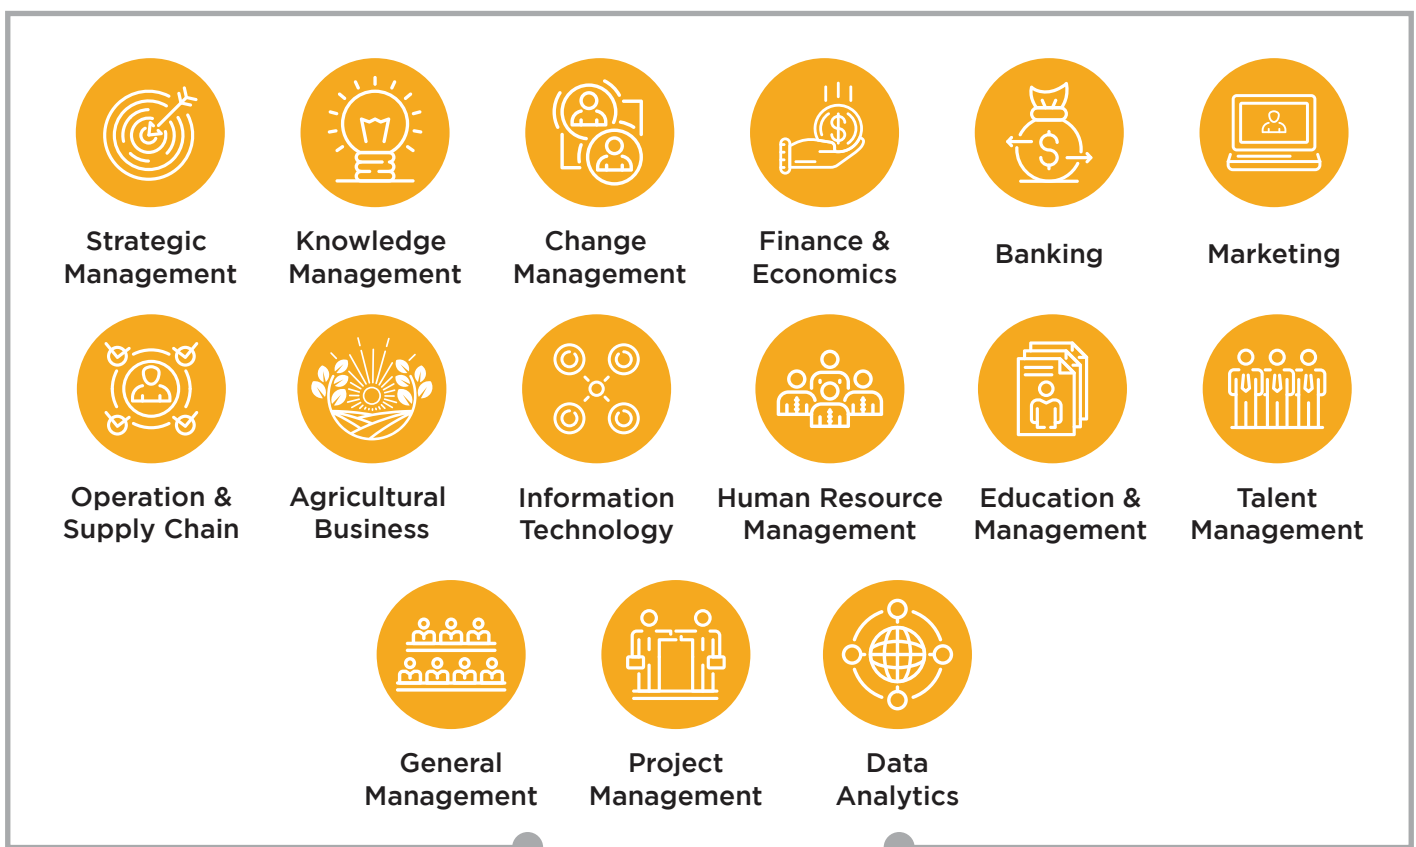 Strategic
Management
Knowledge
Management
Change
Management
Finance &
Economics
Banking
Marketing
Operation &
Supply Chain
Agricultural
Business
Information
Technology
Human Resource
Management
Education &
Management
Talent
Management
General
Management
Project
Management
Data
Analytics